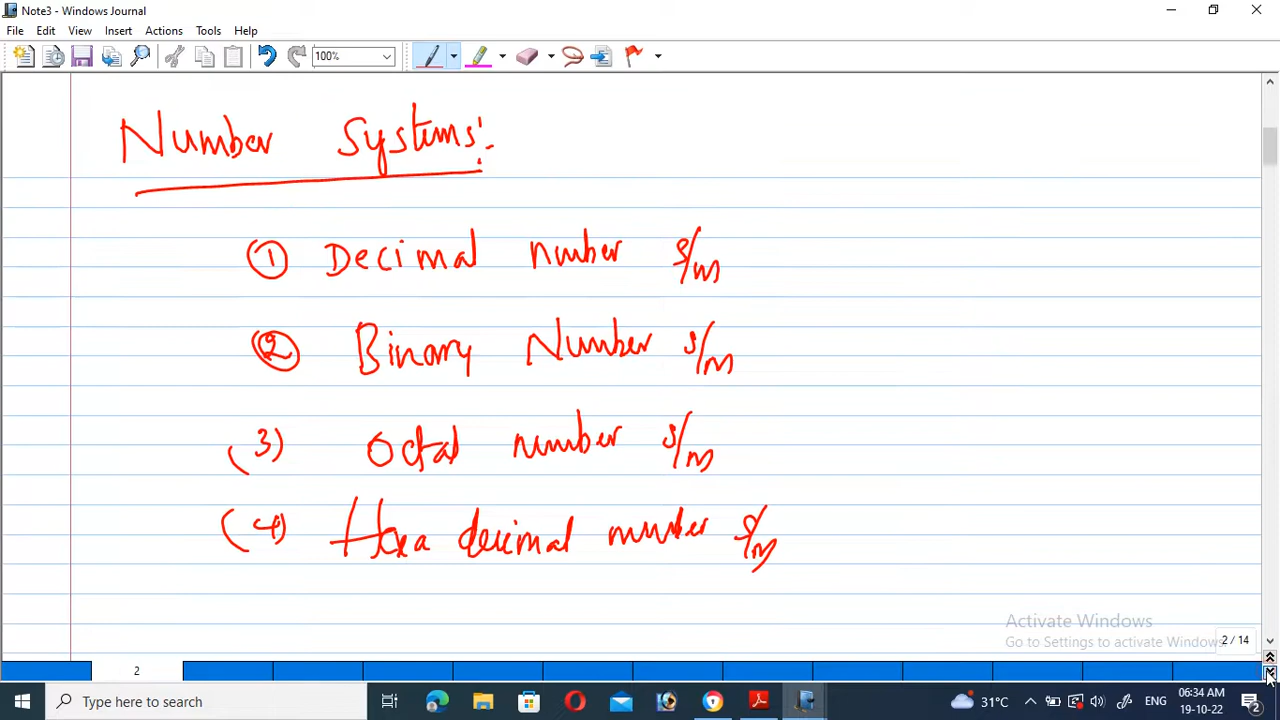 Note3 - Windows Journal
File Edit View Insert Actions Tools Help
100%
Number Systems:
① Decimal number s/m
② Binary Number s/m
(3) Octal number s/m
(4) Hexa decimal number s/m
Activate Windows
Go to Settings to activate Windows.
2 / 14
2
Type here to search
31°C
ENG
06:34 AM
19-10-22
2